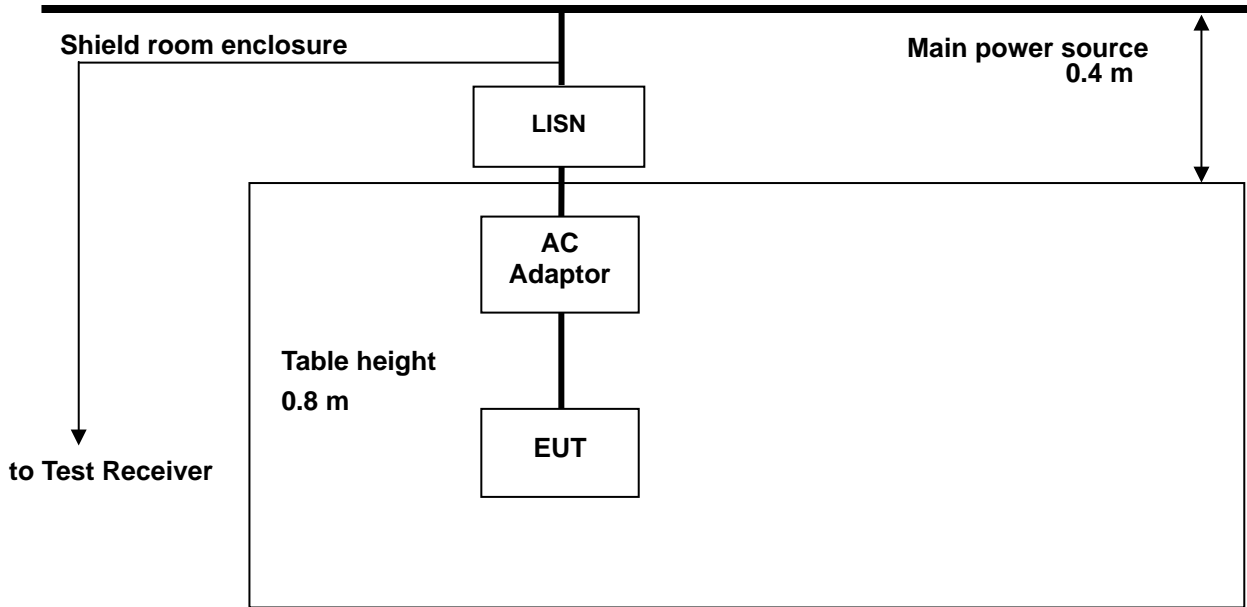 Shield room enclosure
Main power source
0.4 m
LISN
AC
Adaptor
Table height
0.8 m
EUT
to Test Receiver